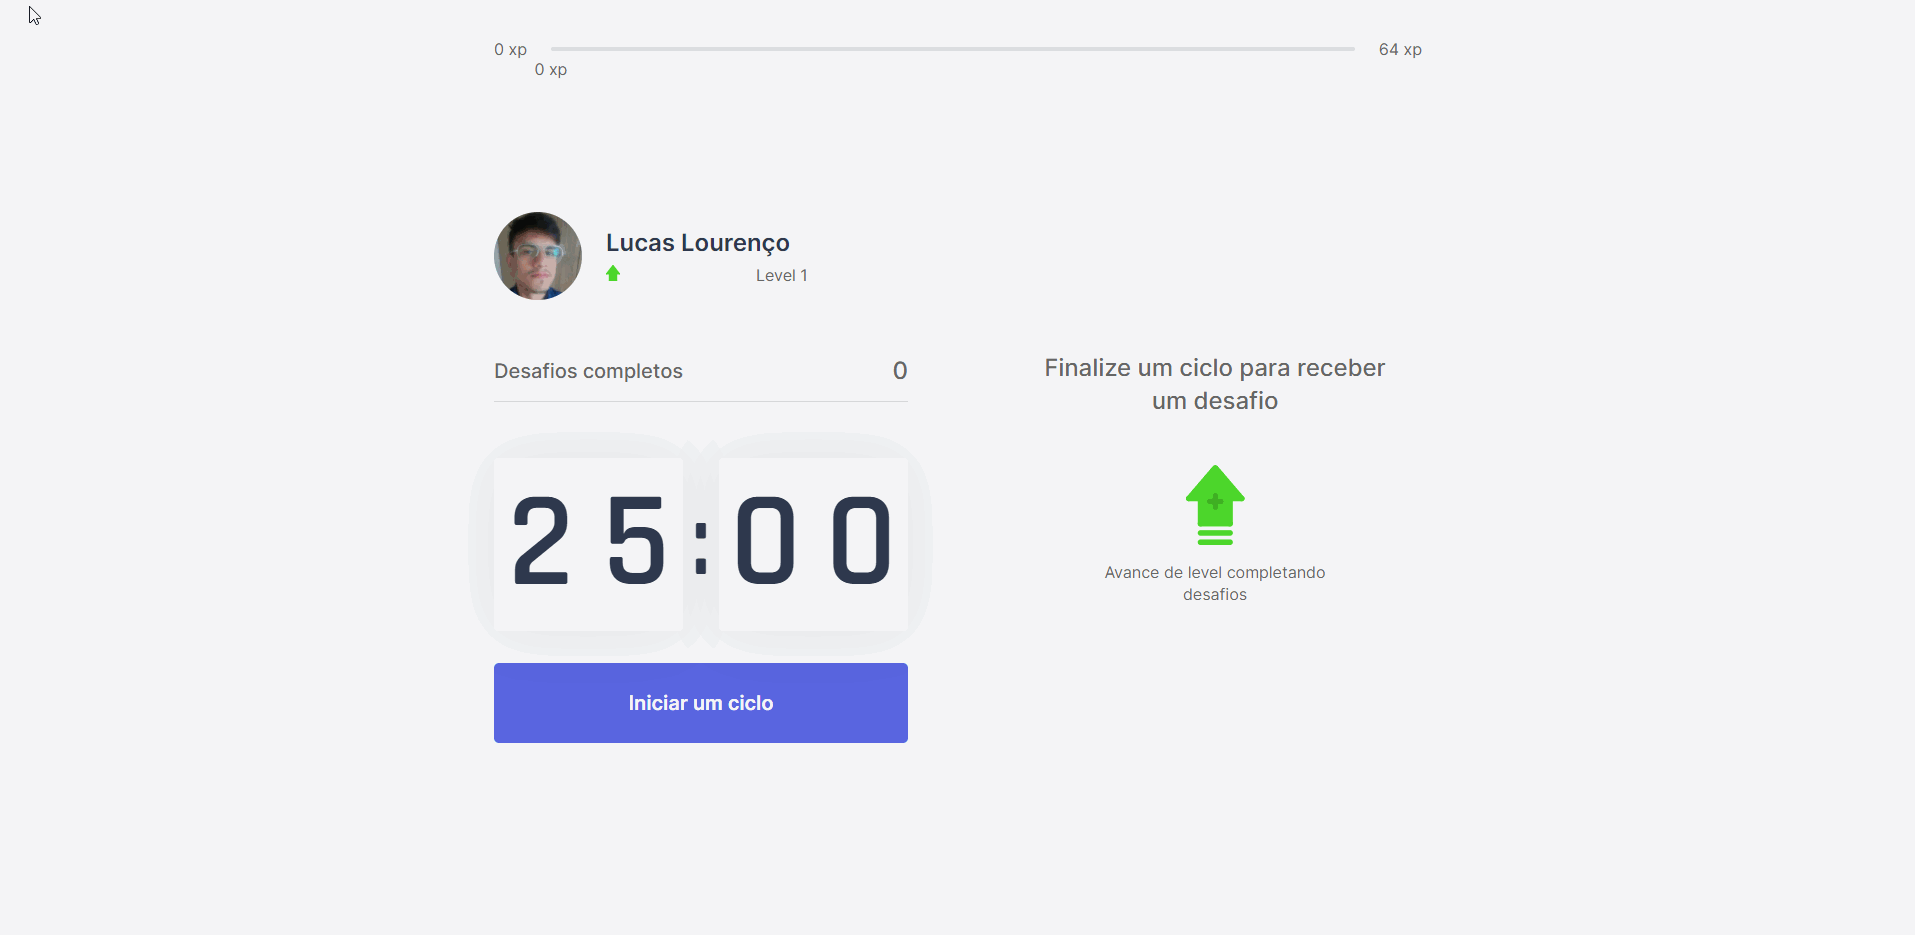 0 xp
64 xp
0 xp
Lucas Lourenço
Level 1
Desafios completos
0
25:00
Iniciar um ciclo
Finalize um ciclo para receber
um desafio
Avance de level completando
desafios